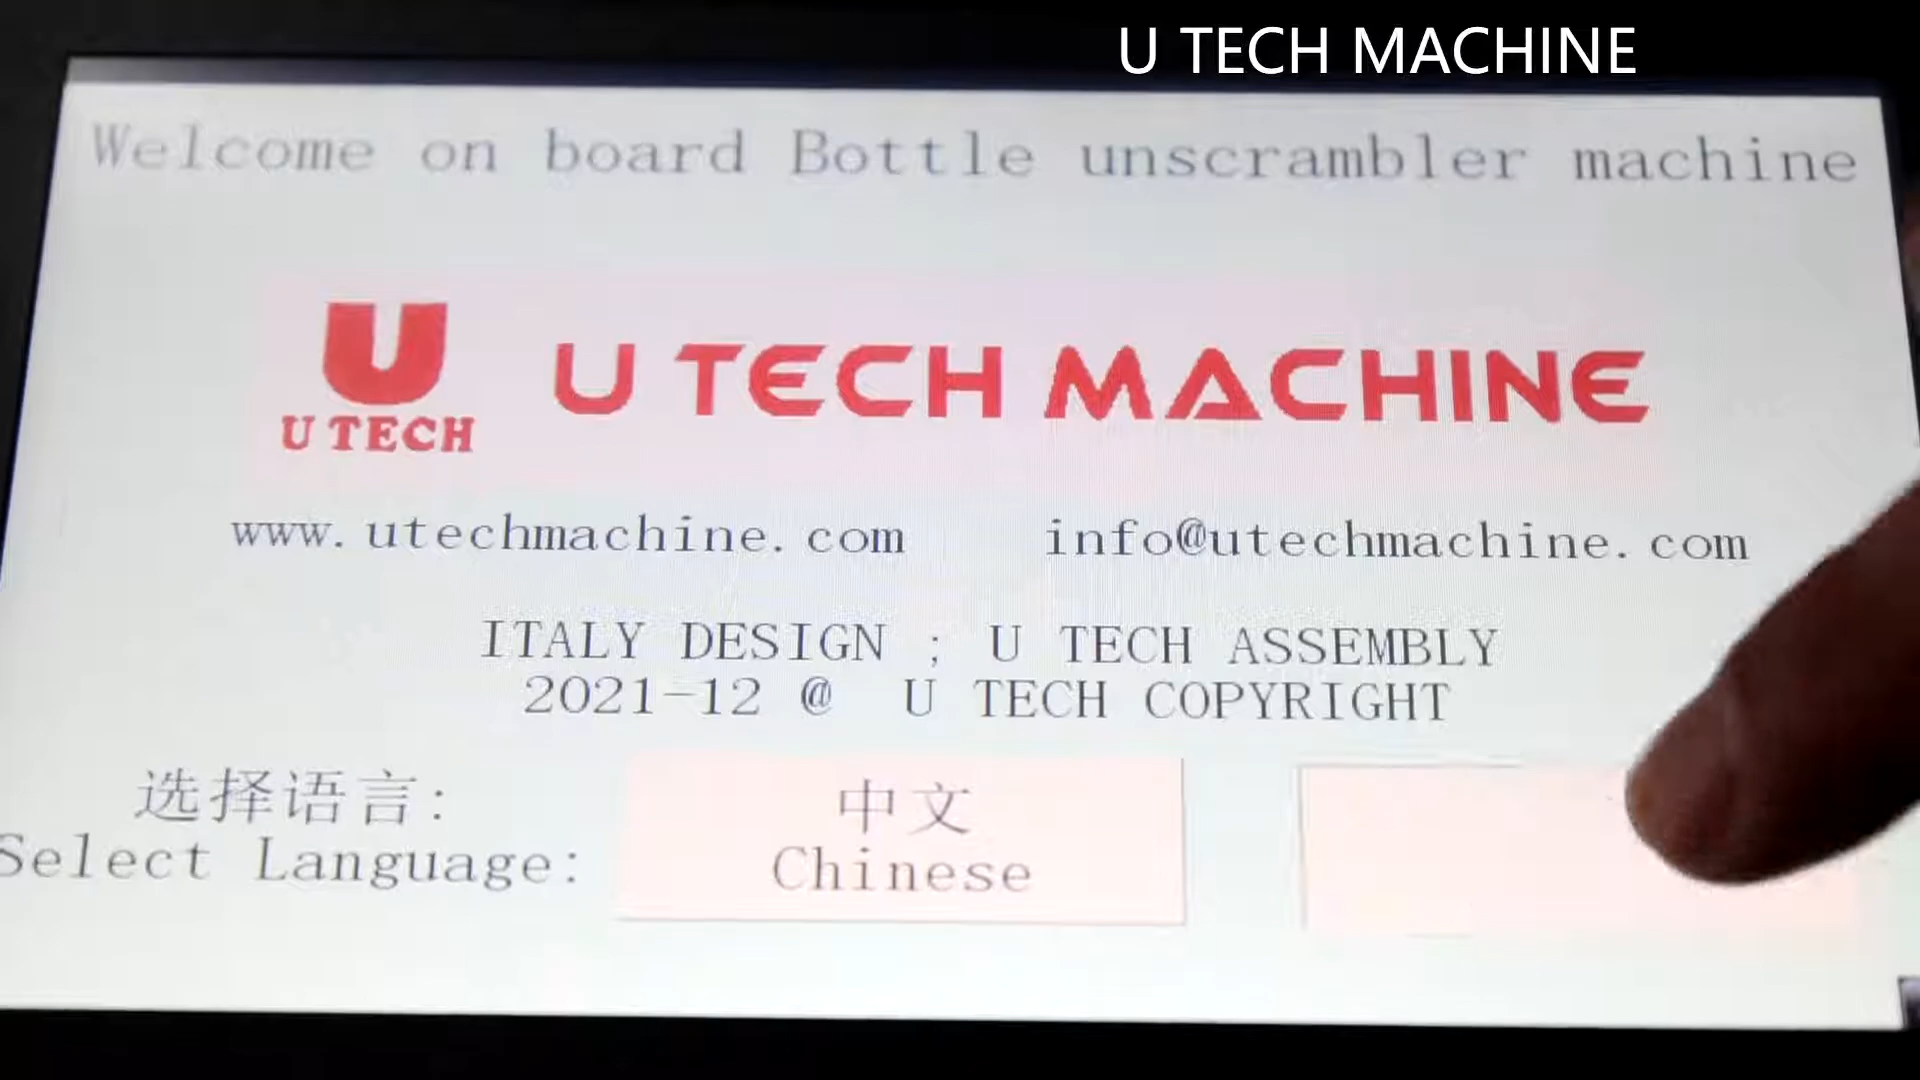 U TECH MACHINE
Welcome on board Bottle unscrambler machine
U
U TECH
U TECH MACHINE
www.utechmachine.com
info@utechmachine.com
ITALY DESIGN ; U TECH ASSEMBLY
2021-12 @ U TECH COPYRIGHT
选择语言:
Select Language:
中文
Chinese